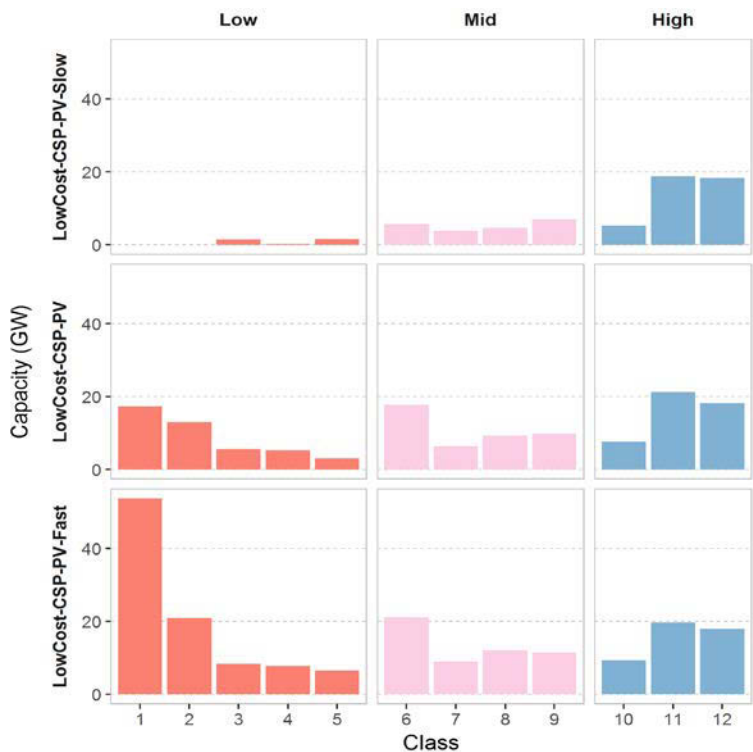 Low Mid High
LowCost-CSP-PV-Slow
40
20
0
LowCost-CSP-PV
40
20
0
LowCost-CSP-PV-Fast
40
20
0
Capacity (GW)
1 2 3 4 5 6 7 8 9 10 11 12
Class